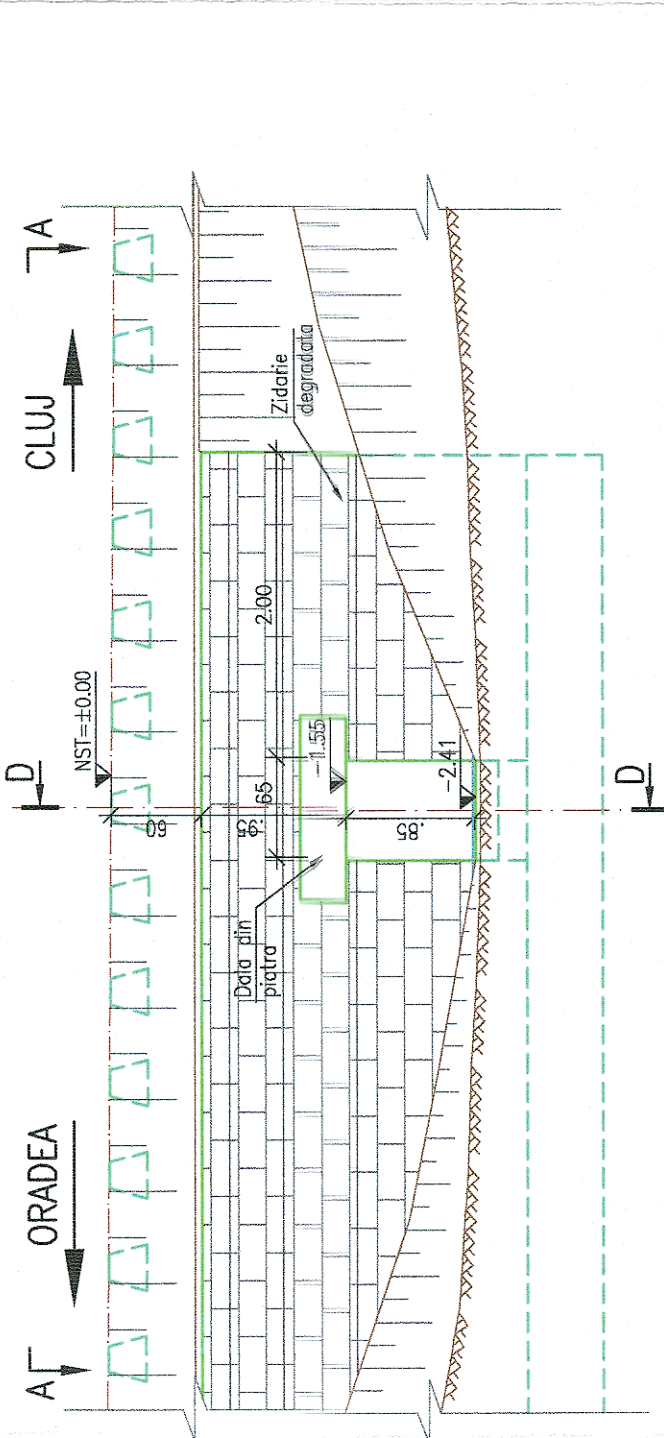 A
ORADEA
D
NST=±0.00
CLUJ
A
.60
.95
.65
2.00
Dala din
piatra
-1.55
Zidarie
degradata
.85
-2.41
D